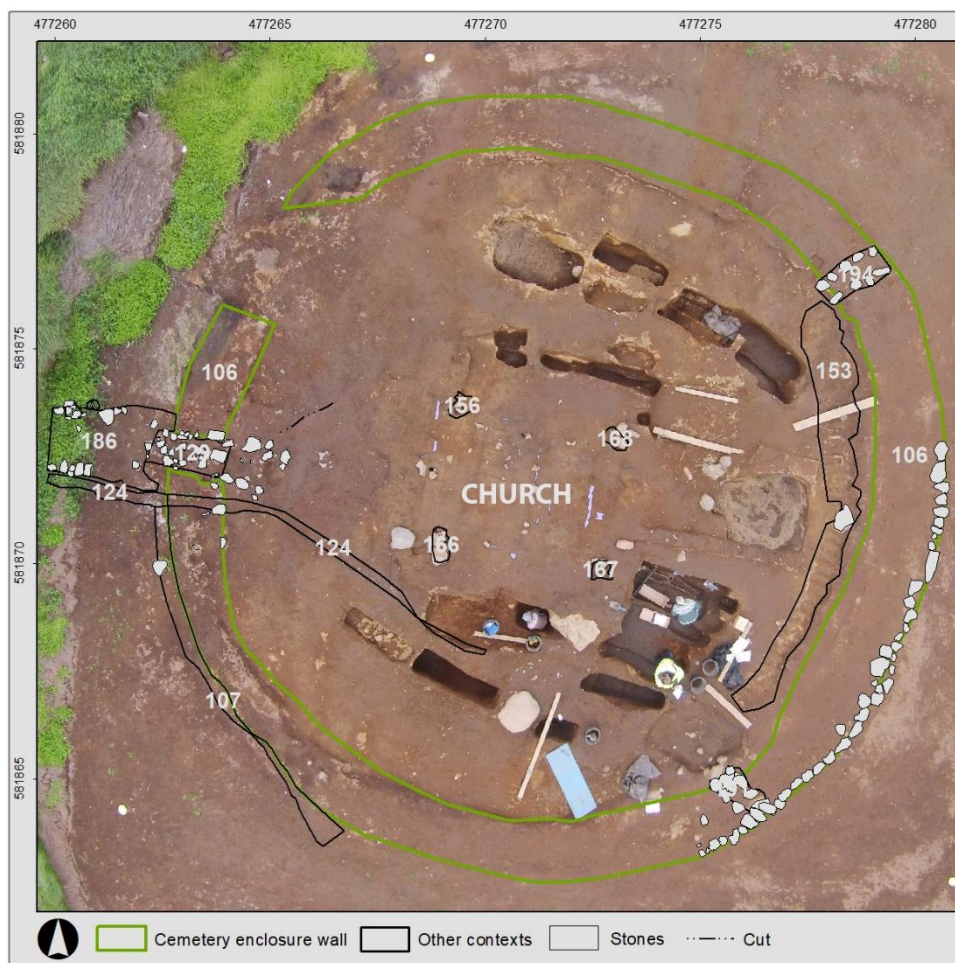 477260 477265 477270 477275 477280
581880
194
581875
106 153
156
186 129 168 106
124 CHURCH
124 166
581870 167
107
581865
Cemetery enclosure wall Other contexts Stones Cut